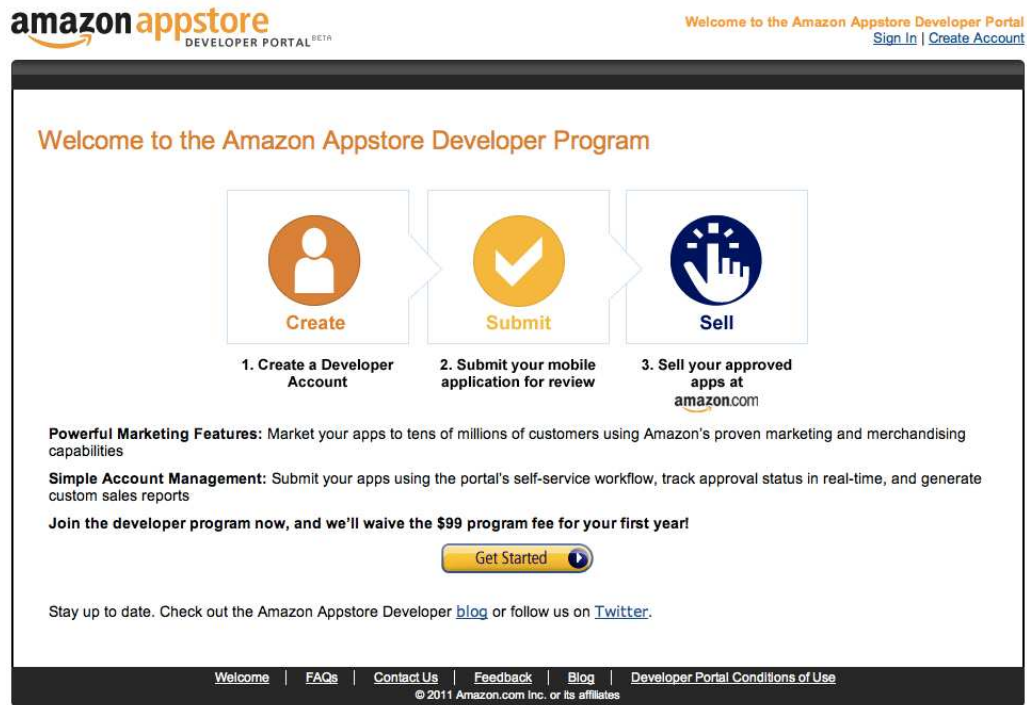 amazon appstore
DEVELOPER PORTAL BETA
Welcome to the Amazon Appstore Developer Portal
Sign In | Create Account
Welcome to the Amazon Appstore Developer Program
Create
Submit
Sell
1. Create a Developer
Account
2. Submit your mobile
application for review
3. Sell your approved
apps at
amazon.com
Powerful Marketing Features: Market your apps to tens of millions of customers using Amazon's proven marketing and merchandising
capabilities
Simple Account Management: Submit your apps using the portal's self-service workflow, track approval status in real-time, and generate
custom sales reports
Join the developer program now, and we'll waive the $99 program fee for your first year!
Get Started
Stay up to date. Check out the Amazon Appstore Developer blog or follow us on Twitter.
Welcome | FAQs | Contact Us | Feedback | Blog | Developer Portal Conditions of Use
© 2011 Amazon.com Inc. or its affiliates